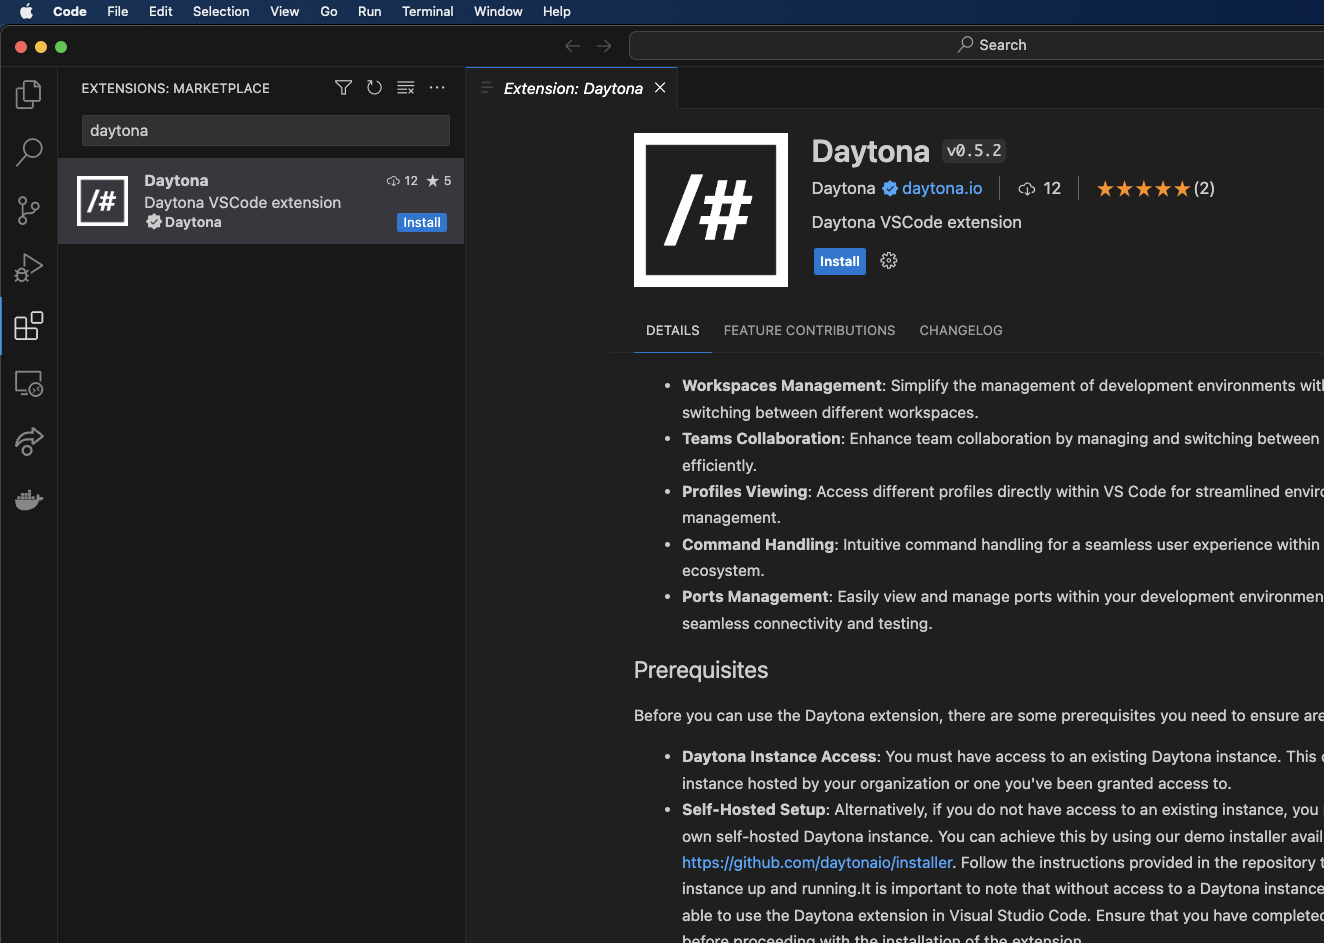 Code File Edit Selection View Go Run Terminal Window Help
Search
EXTENSIONS: MARKETPLACE
daytona
/#
Daytona 12 ★ 5
Daytona VSCode extension
Daytona Install
Extension: Daytona
/#
Daytona v0.5.2
Daytona daytona.io 12 ★★★★★(2)
Daytona VSCode extension
Install
DETAILS FEATURE CONTRIBUTIONS CHANGELOG
• Workspaces Management: Simplify the management of development environments with
switching between different workspaces.
• Teams Collaboration: Enhance team collaboration by managing and switching between
efficiently.
• Profiles Viewing: Access different profiles directly within VS Code for streamlined enviro
management.
• Command Handling: Intuitive command handling for a seamless user experience within
ecosystem.
• Ports Management: Easily view and manage ports within your development environmen
seamless connectivity and testing.
Prerequisites
Before you can use the Daytona extension, there are some prerequisites you need to ensure are
• Daytona Instance Access: You must have access to an existing Daytona instance. This
instance hosted by your organization or one you've been granted access to.
• Self-Hosted Setup: Alternatively, if you do not have access to an existing instance, you
own self-hosted Daytona instance. You can achieve this by using our demo installer avail
https://github.com/daytonaio/installer. Follow the instructions provided in the repository t
instance up and running.It is important to note that without access to a Daytona instance
able to use the Daytona extension in Visual Studio Code. Ensure that you have completed
before proceeding with the installation of the extension.